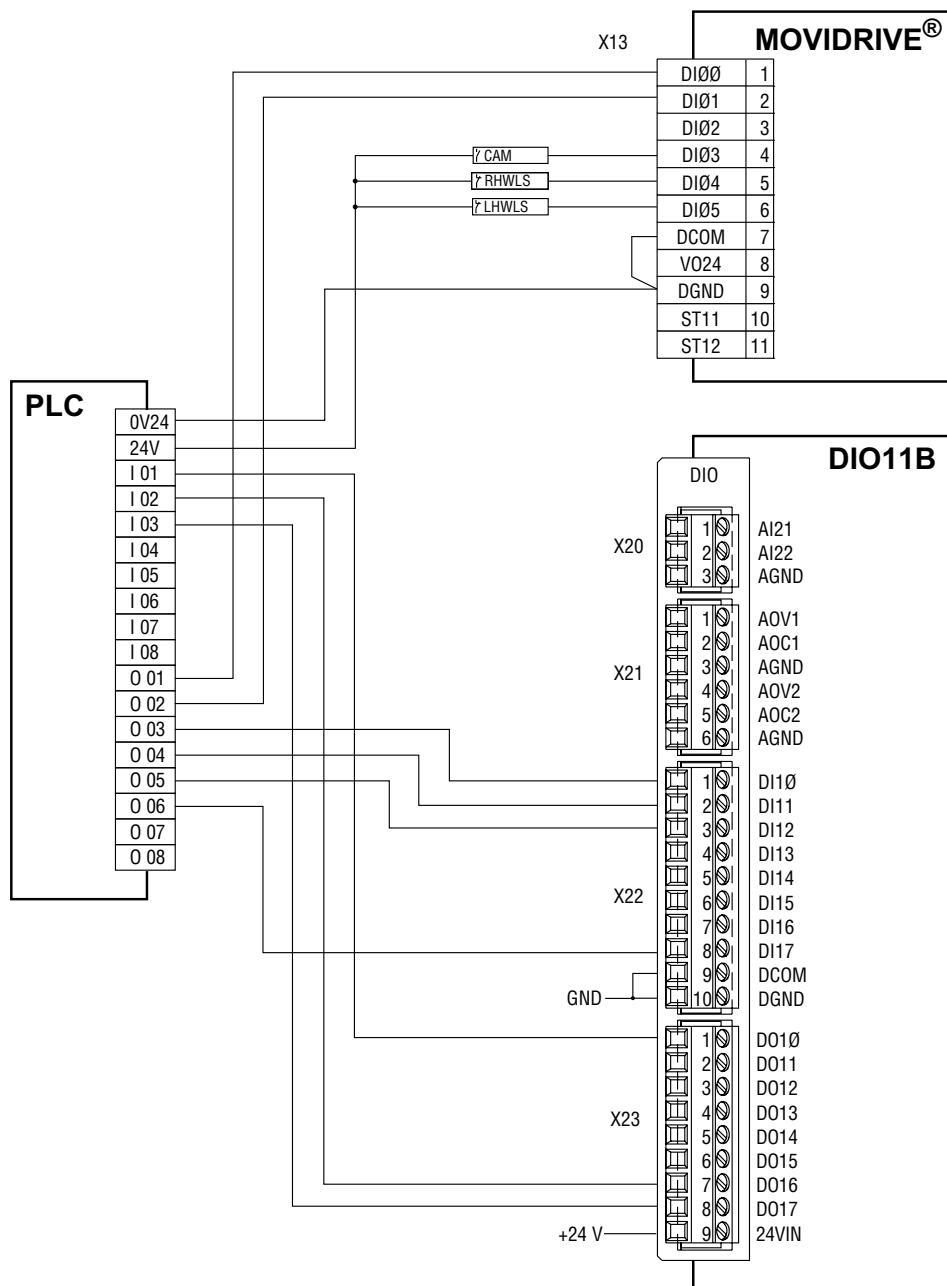 X13
MOVIDRIVE®
DIØØ 1
DIØ1 2
DIØ2 3
CAM
DIØ3 4
RHWLS
DIØ4 5
LHWLS
DIØ5 6
DCOM 7
VO24 8
DGND 9
ST11 10
ST12 11
PLC
0V24
24V
I 01
I 02
I 03
I 04
I 05
I 06
I 07
I 08
O 01
O 02
O 03
O 04
O 05
O 06
O 07
O 08
DIO11B
DIO
X20
1 AI21
2 AI22
3 AGND
X21
1 AOV1
2 AOC1
3 AGND
4 AOV2
5 AOC2
6 AGND
X22
1 DI1Ø
2 DI11
3 DI12
4 DI13
5 DI14
6 DI15
7 DI16
8 DI17
9 DCOM
GND 10 DGND
X23
1 DO1Ø
2 DO11
3 DO12
4 DO13
5 DO14
6 DO15
7 DO16
8 DO17
+24 V 9 24VIN